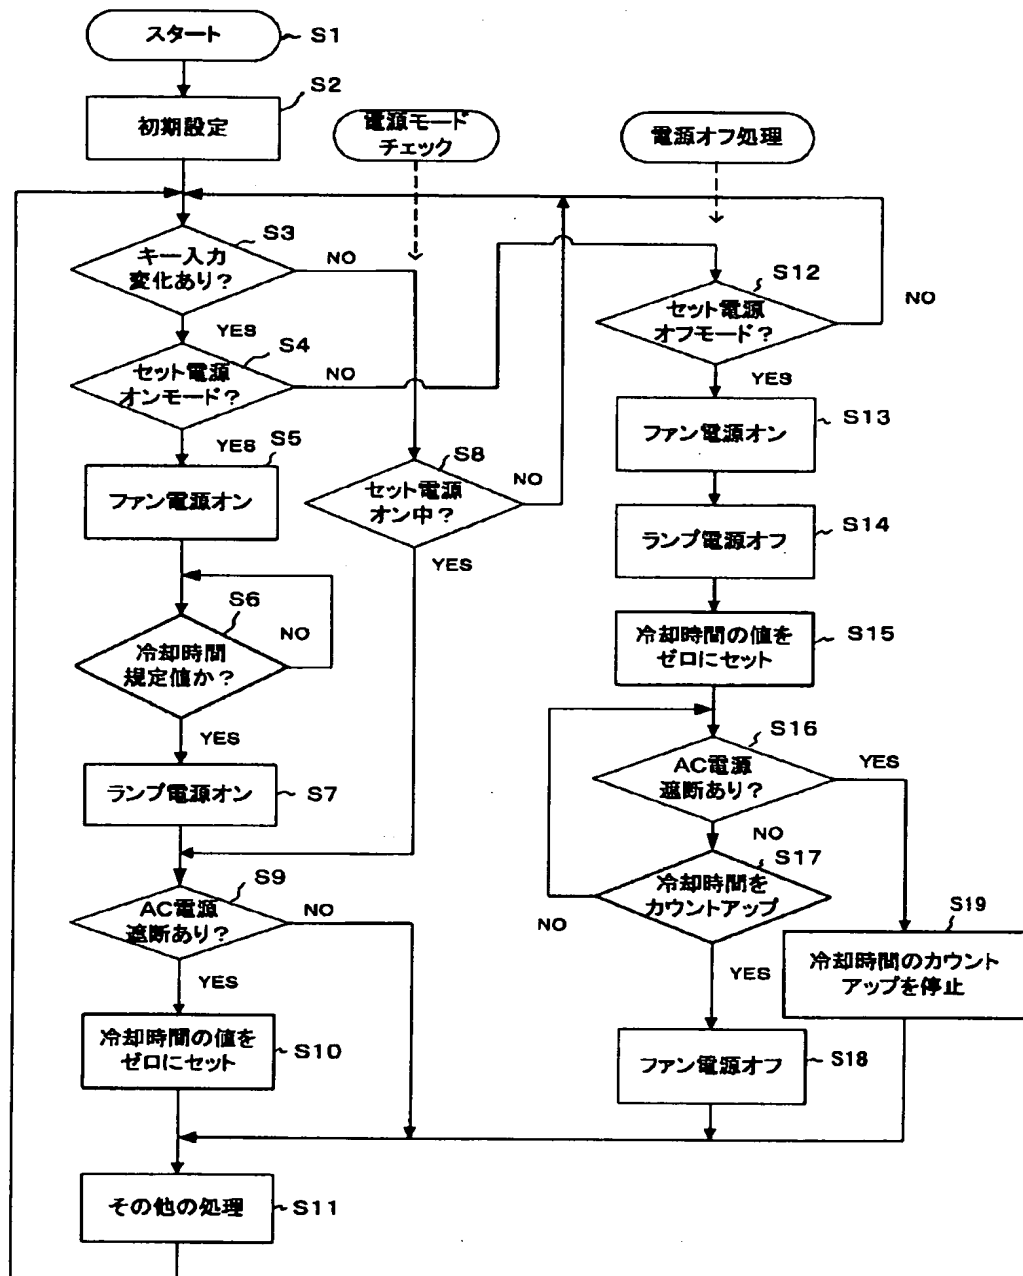 スタート
S1
初期設定
S2
電源モード
チェック
電源オフ処理
キー入力
変化あり？
S3
NO
YES
セット電源
オンモード？
S4
NO
YES
ファン電源オン
S5
冷却時間
規定値か？
S6
NO
YES
ランプ電源オン
S7
セット電源
オン中？
S8
NO
YES
AC電源
遮断あり？
S9
NO
YES
冷却時間の値を
ゼロにセット
S10
その他の処理
S11
セット電源
オフモード？
S12
NO
YES
ファン電源オン
S13
ランプ電源オフ
S14
冷却時間の値を
ゼロにセット
S15
AC電源
遮断あり？
S16
YES
NO
冷却時間を
カウントアップ
S17
NO
YES
ファン電源オフ
S18
冷却時間のカウント
アップを停止
S19